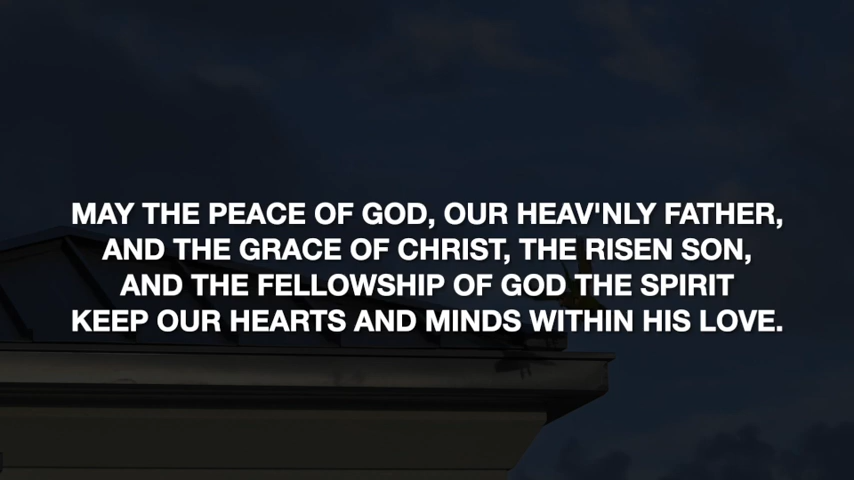 MAY THE PEACE OF GOD, OUR HEAV'NLY FATHER,
AND THE GRACE OF CHRIST, THE RISEN SON,
AND THE FELLOWSHIP OF GOD THE SPIRIT
KEEP OUR HEARTS AND MINDS WITHIN HIS LOVE.